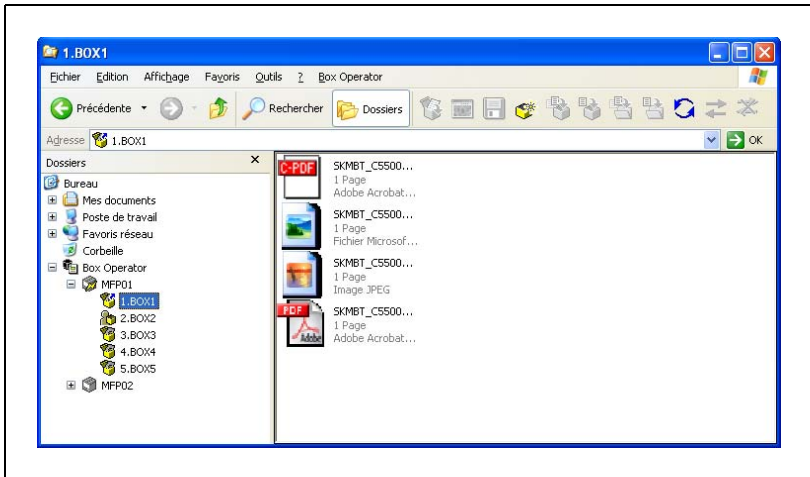 1.BOX1
Fichier Edition Affichage Favoris Outils ? Box Operator
Précédente Rechercher Dossiers
Adresse 1.BOX1 OK
Dossiers
Bureau
Mes documents
Poste de travail
Favoris réseau
Corbeille
Box Operator
MFP01
1.BOX1
2.BOX2
3.BOX3
4.BOX4
5.BOX5
MFP02
C-PDF
SKMBT_C5500...
1 Page
Adobe Acrobat...
SKMBT_C5500...
1 Page
Fichier Microsof...
SKMBT_C5500...
1 Page
Image JPEG
PDF
Adobe
SKMBT_C5500...
1 Page
Adobe Acrobat...